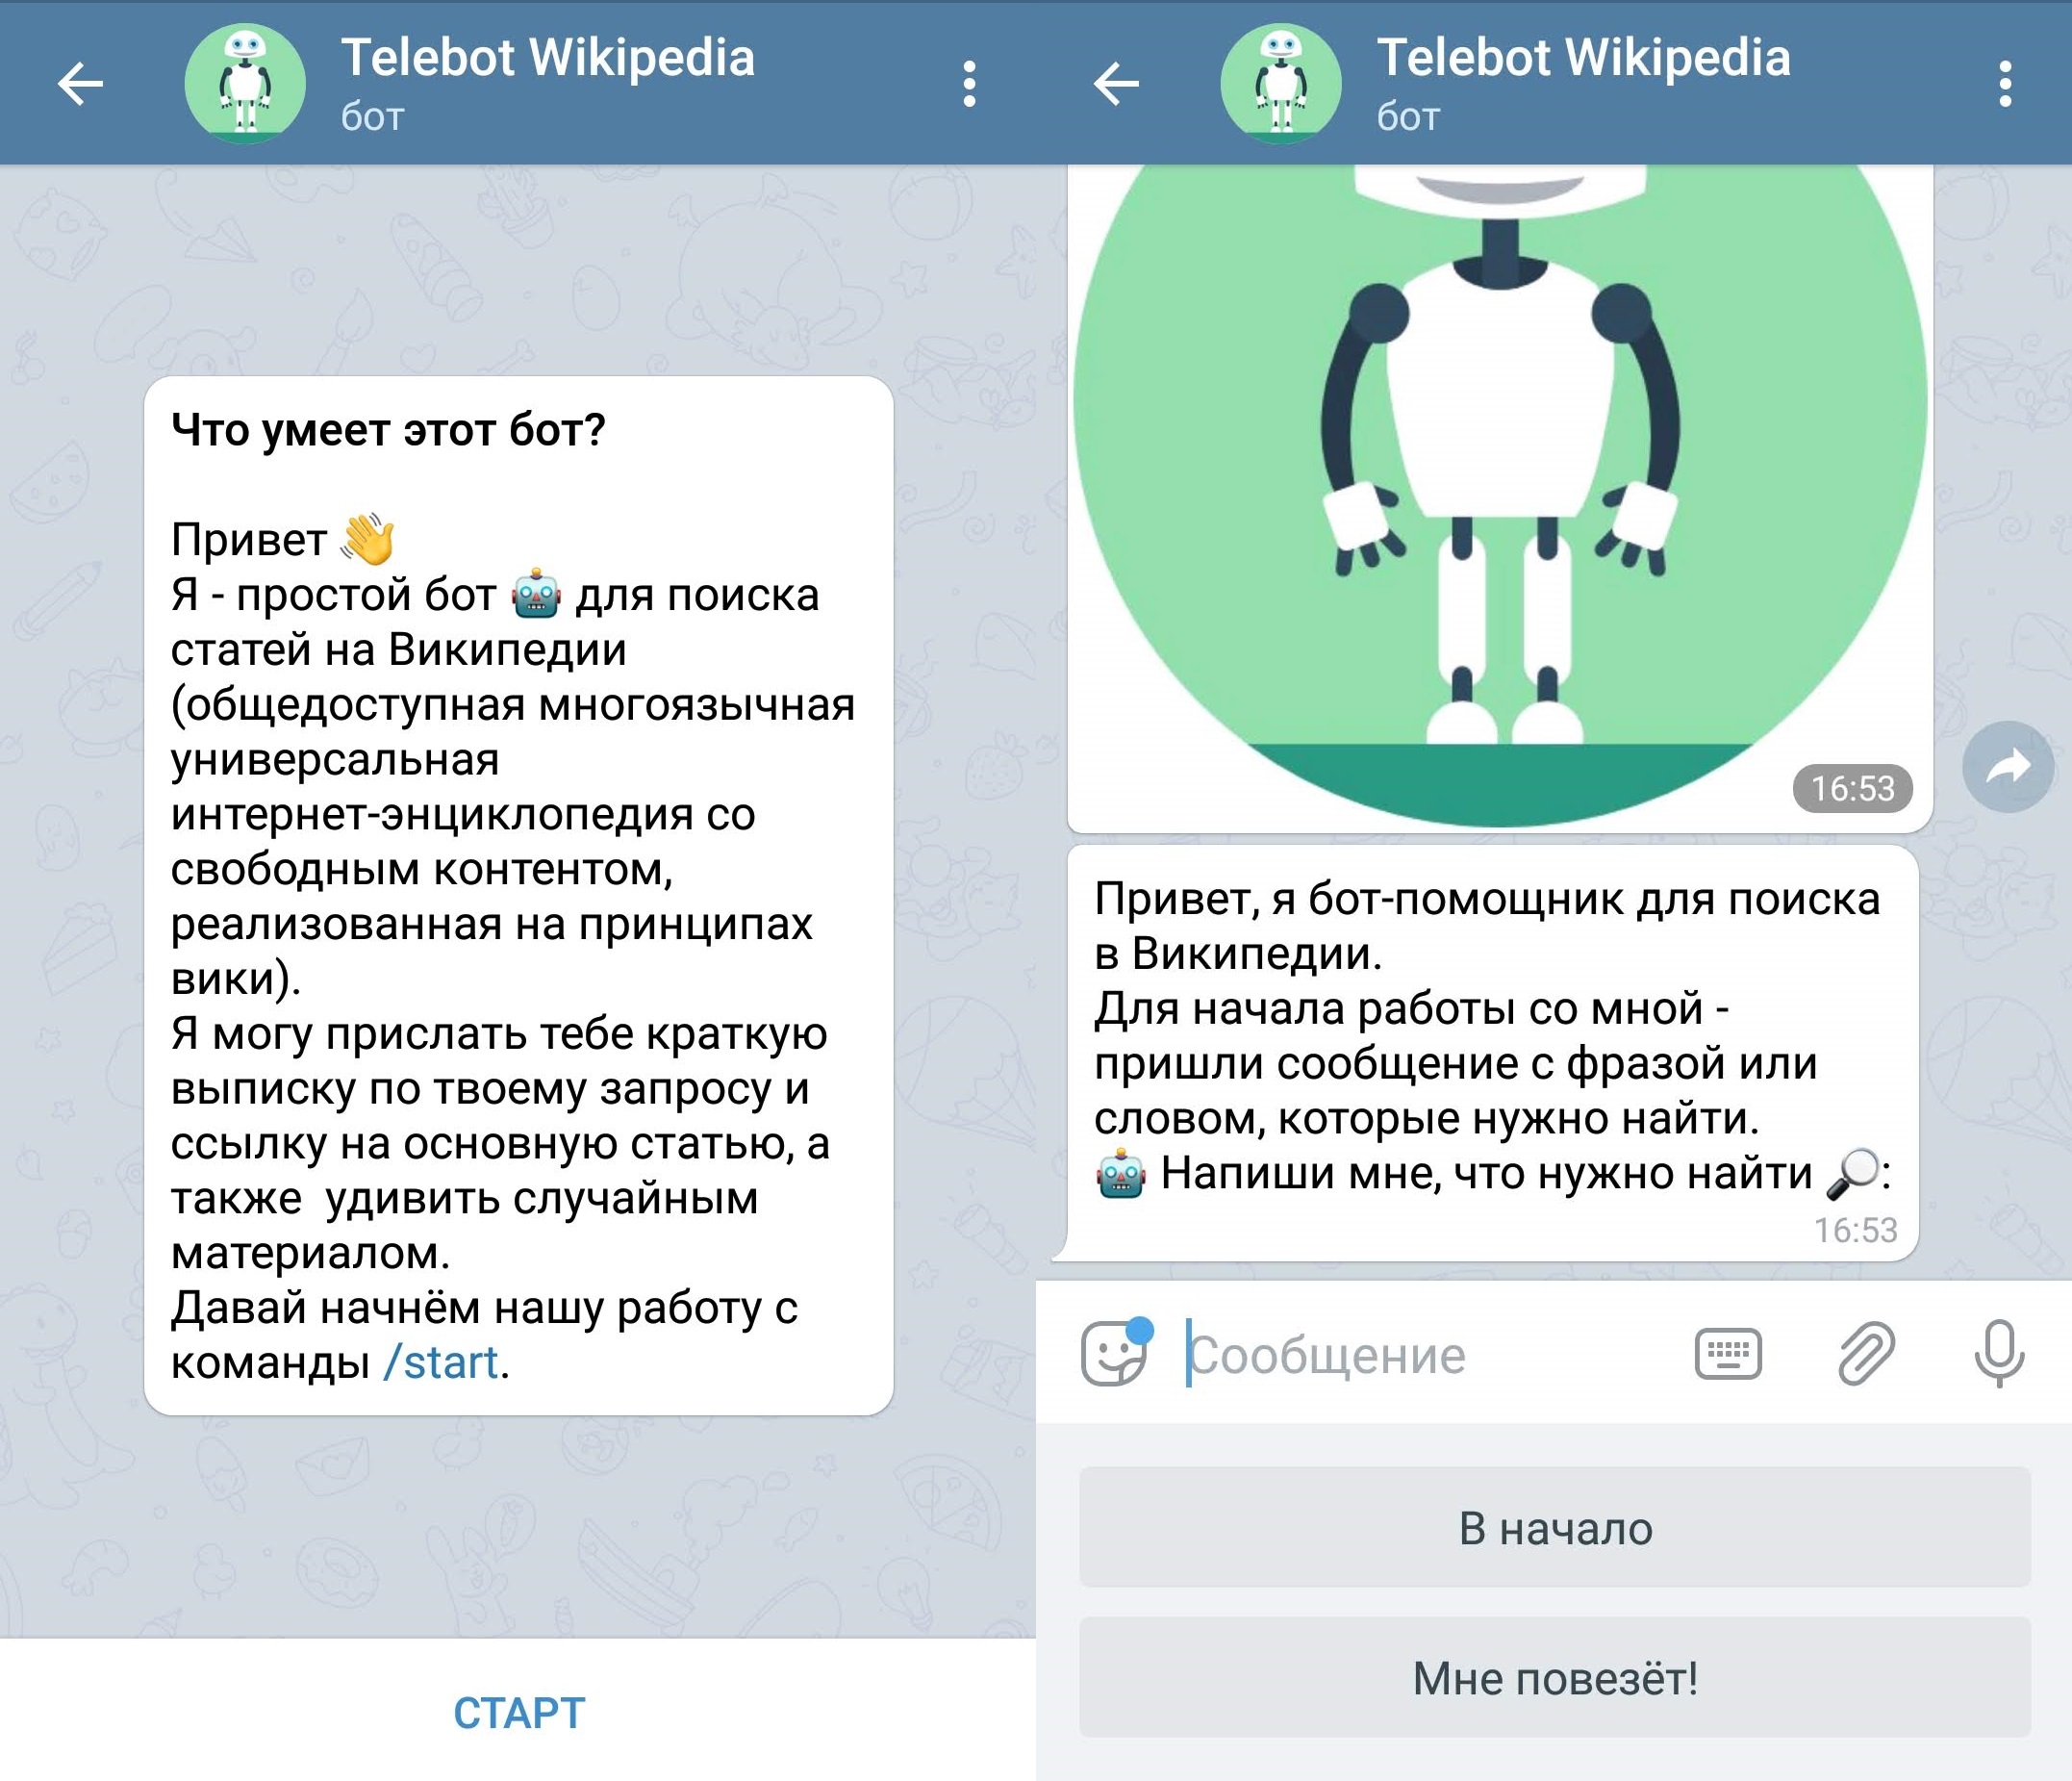 Telebot Wikipedia
бот
Что умеет этот бот?
Привет 👋
Я - простой бот 🤖 для поиска
статей на Википедии
(общедоступная многоязычная
универсальная
интернет-энциклопедия со
свободным контентом,
реализованная на принципах
вики).
Я могу прислать тебе краткую
выписку по твоему запросу и
ссылку на основную статью, а
также  удивить случайным
материалом.
Давай начнём нашу работу с
команды /start.
СТАРТ
Telebot Wikipedia
бот
16:53
Привет, я бот-помощник для поиска
в Википедии.
Для начала работы со мной -
пришли сообщение с фразой или
словом, которые нужно найти.
🤖 Напиши мне, что нужно найти 🔎:
16:53
Сообщение
В начало
Мне повезёт!